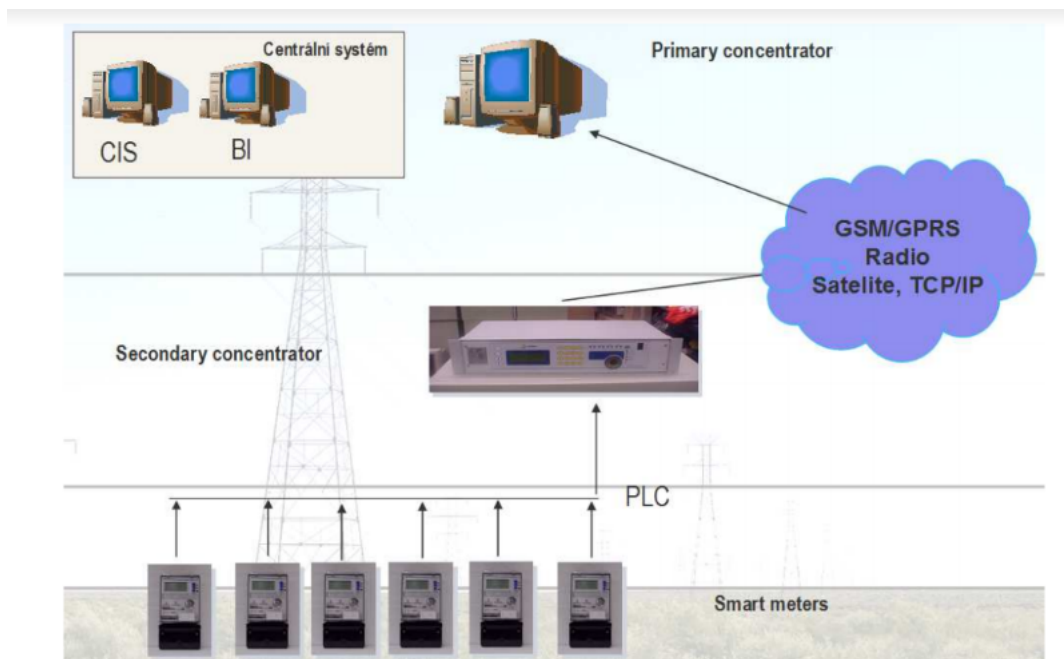 Centrální systém
Primary concentrator
CIS
BI
GSM/GPRS
Radio
Satelite, TCP/IP
Secondary concentrator
PLC
Smart meters